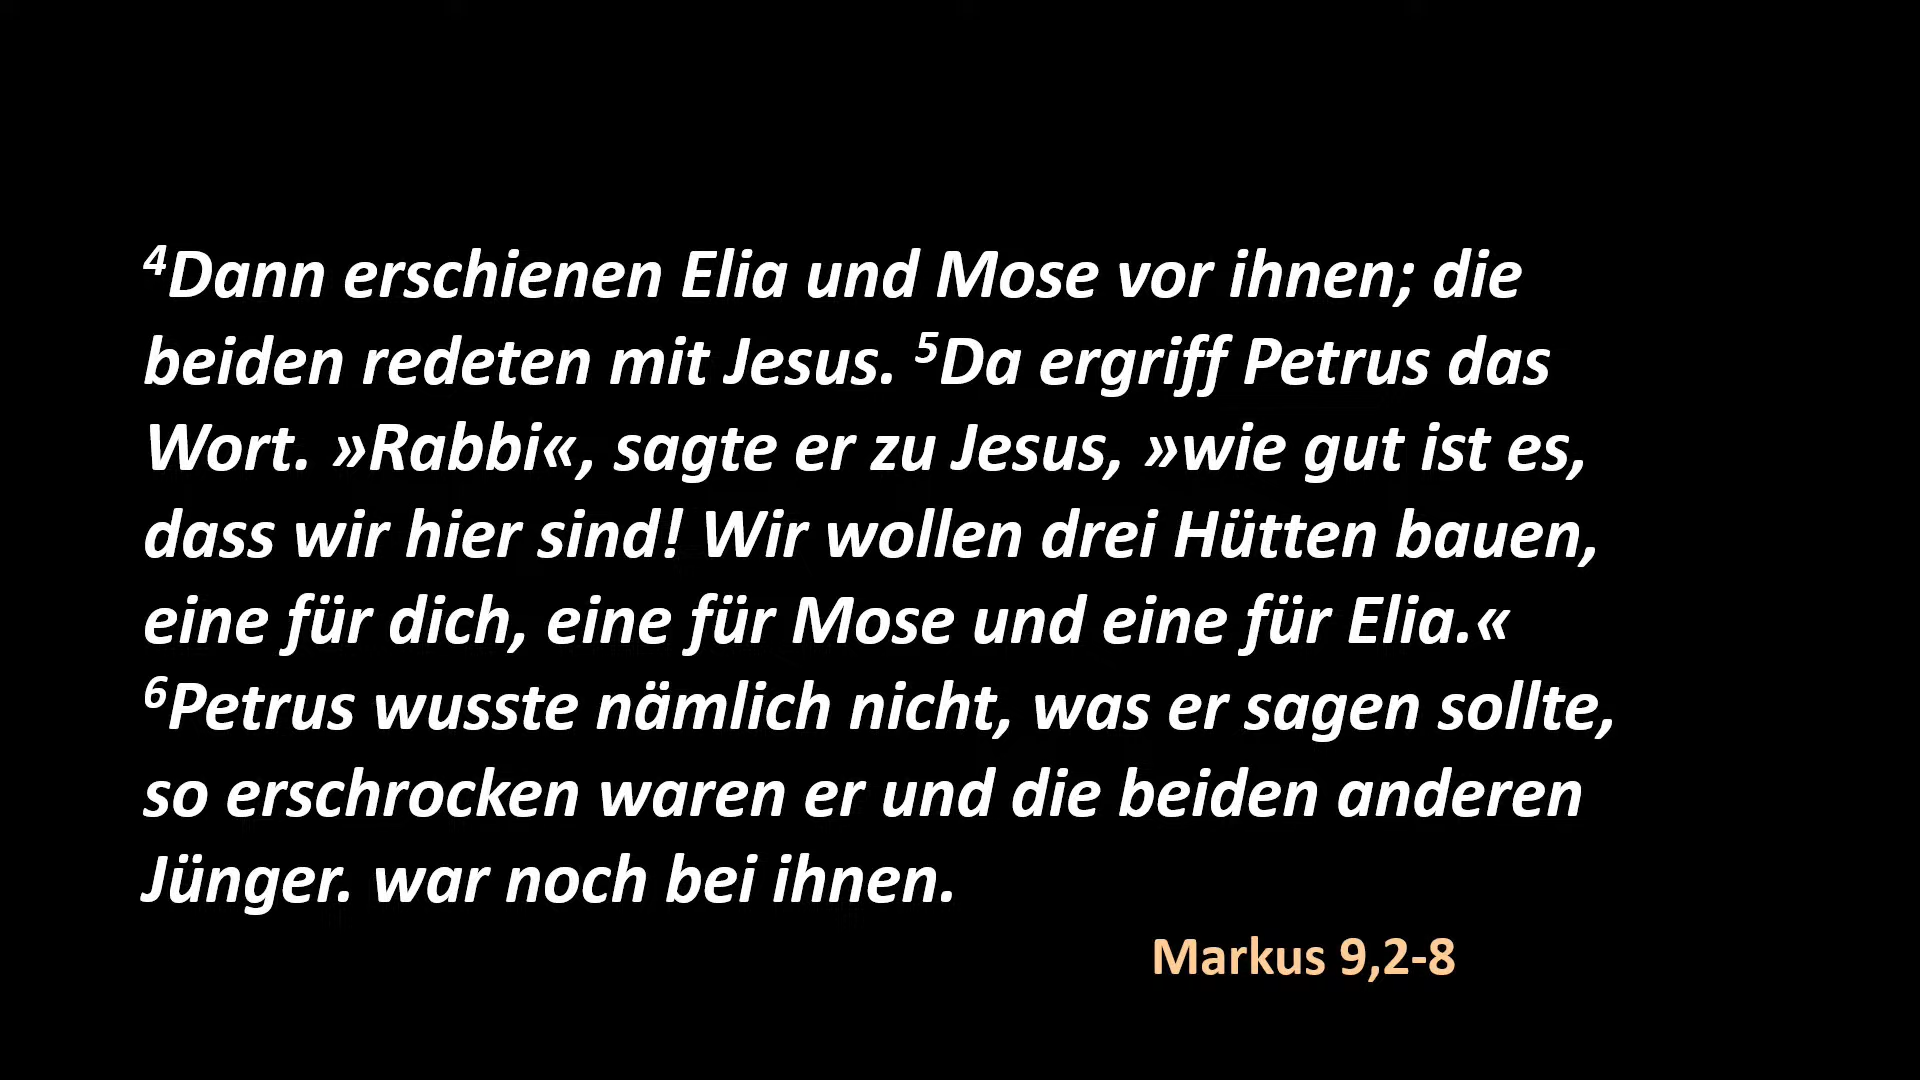 ⁴Dann erschienen Elia und Mose vor ihnen; die
beiden redeten mit Jesus. ⁵Da ergriff Petrus das
Wort. »Rabbi«, sagte er zu Jesus, »wie gut ist es,
dass wir hier sind! Wir wollen drei Hütten bauen,
eine für dich, eine für Mose und eine für Elia.«
⁶Petrus wusste nämlich nicht, was er sagen sollte,
so erschrocken waren er und die beiden anderen
Jünger. war noch bei ihnen.
Markus 9,2-8